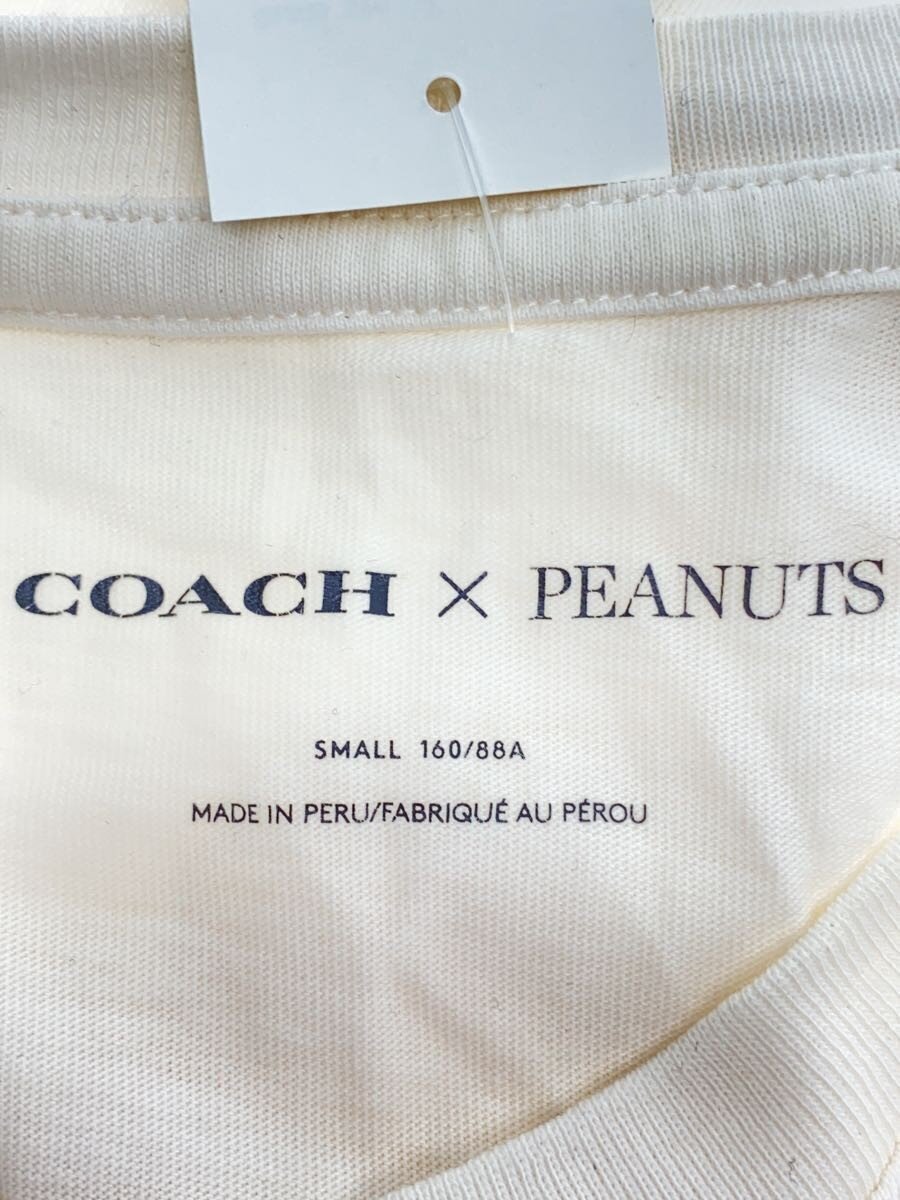 COACH × PEANUTS
SMALL 160/88A
MADE IN PERU/FABRIQUÉ AU PÉROU